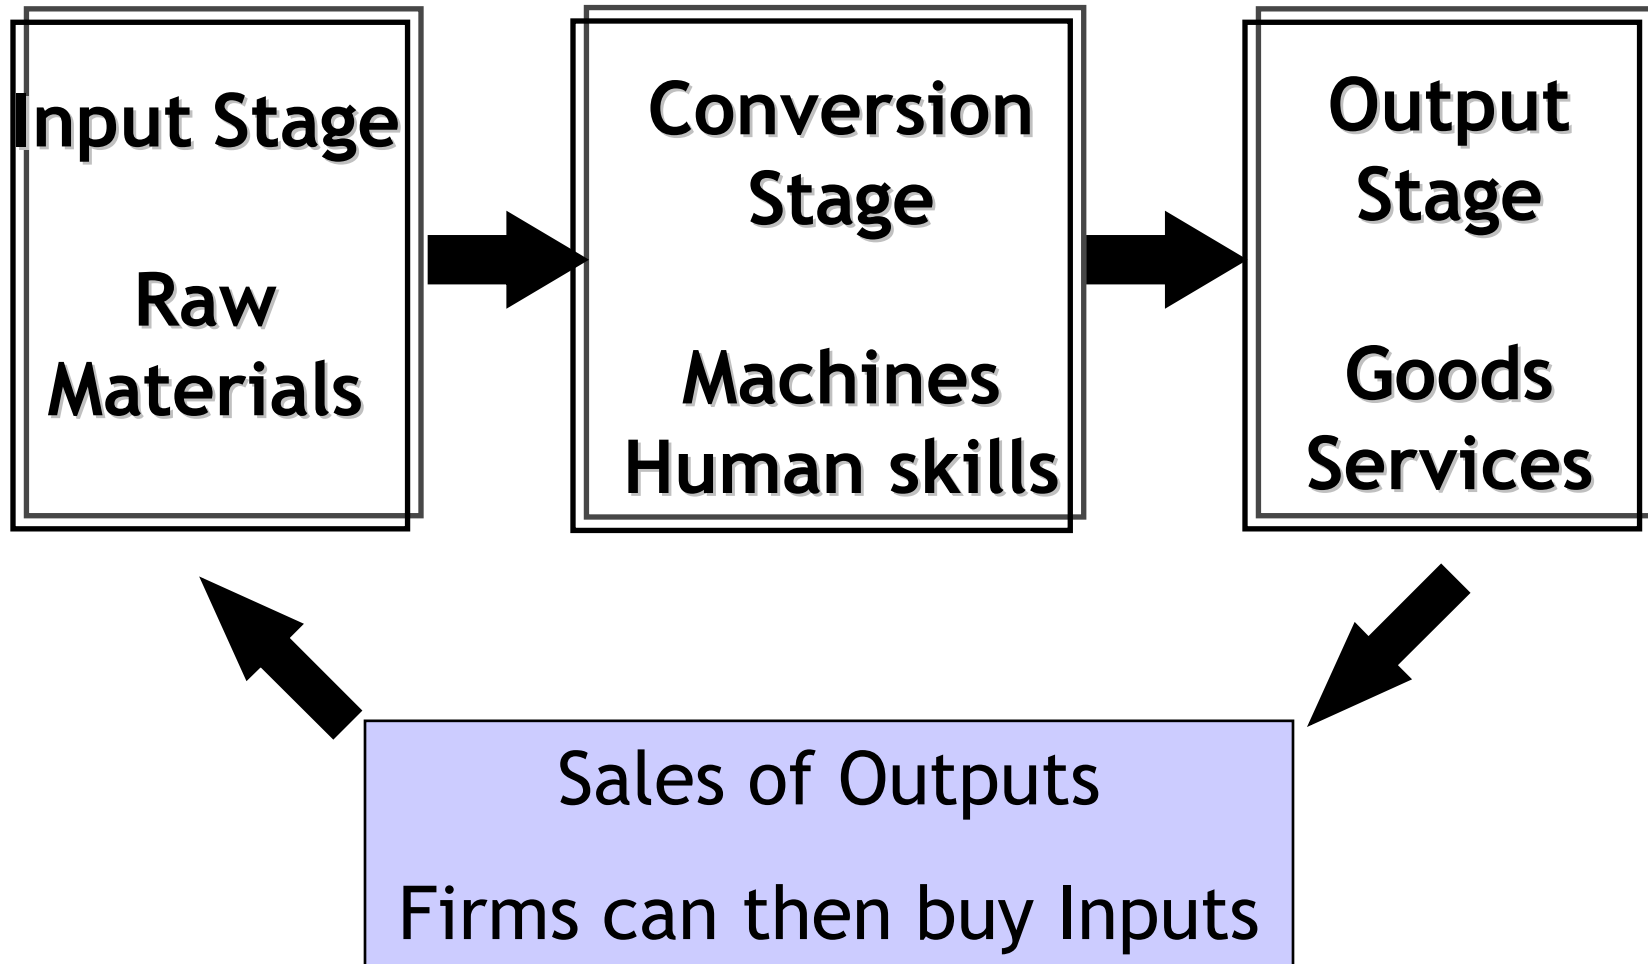 Input Stage
Raw
Materials
Conversion
Stage
Machines
Human skills
Output
Stage
Goods
Services
Sales of Outputs
Firms can then buy Inputs